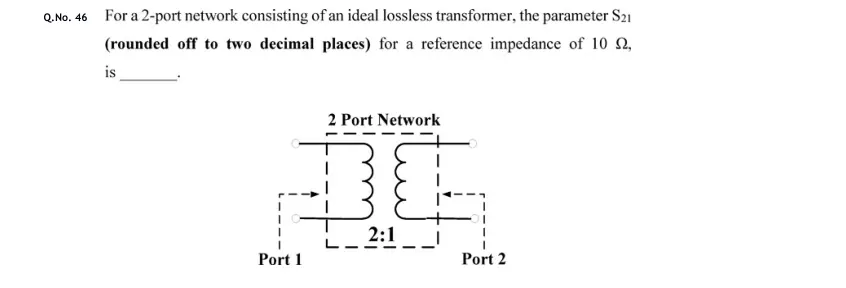 Q.No. 46 For a 2-port network consisting of an ideal lossless transformer, the parameter S₂₁
(rounded off to two decimal places) for a reference impedance of 10 Ω,
is _______.
2 Port Network
2:1
Port 1 Port 2